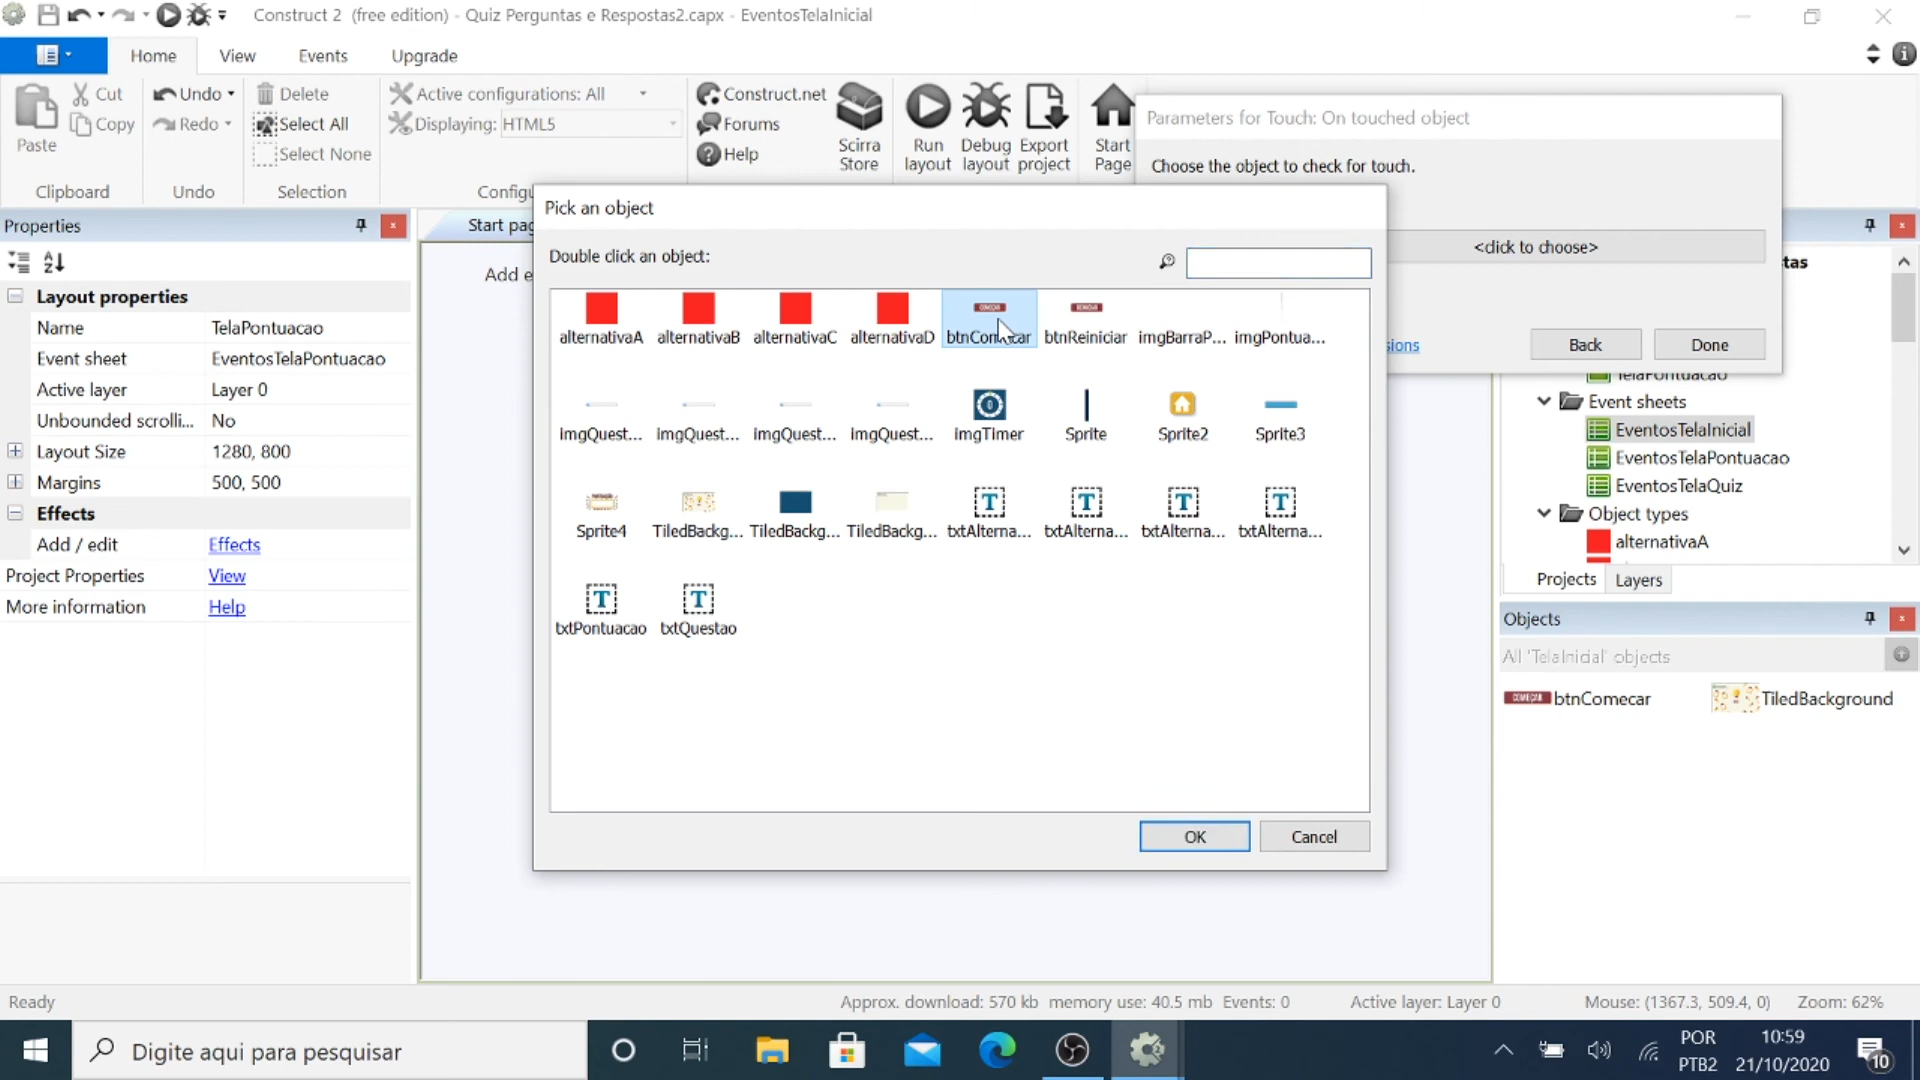 Construct 2 (free edition) - Quiz Perguntas e Respostas2.capx - EventosTelaInicial
Home View Events Upgrade
Paste Cut Copy
Undo Redo
Delete
Select All
Select None
Active configurations: All
Displaying: HTML5
Construct.net
Forums
Help
Scirra Store
Run layout
Debug layout
Export project
Start Page
Clipboard Undo Selection Configu
Parameters for Touch: On touched object
Choose the object to check for touch.
<click to choose>
Back Done
Properties
Layout properties
Name TelaPontuacao
Event sheet EventosTelaPontuacao
Active layer Layer 0
Unbounded scrolli... No
Layout Size 1280, 800
Margins 500, 500
Effects
Add / edit Effects
Project Properties View
More information Help
Start pag
Add e
Pick an object
Double click an object:
alternativaA alternativaB alternativaC alternativaD btnComecar btnReiniciar imgBarraP... imgPontua...
imgQuest... imgQuest... imgQuest... imgQuest... imgTimer Sprite Sprite2 Sprite3
Sprite4 TiledBackg... TiledBackg... TiledBackg... txtAlterna... txtAlterna... txtAlterna... txtAlterna...
txtPontuacao txtQuestao
OK Cancel
TelaPontuacao
Event sheets
EventosTelaInicial
EventosTelaPontuacao
EventosTelaQuiz
Object types
alternativaA
Projects Layers
Objects
All 'TelaInicial' objects
COMEÇAR btnComecar TiledBackground
Ready
Approx. download: 570 kb memory use: 40.5 mb Events: 0 Active layer: Layer 0 Mouse: (1367.3, 509.4, 0) Zoom: 62%
Digite aqui para pesquisar
POR
PTB2
10:59
21/10/2020
10